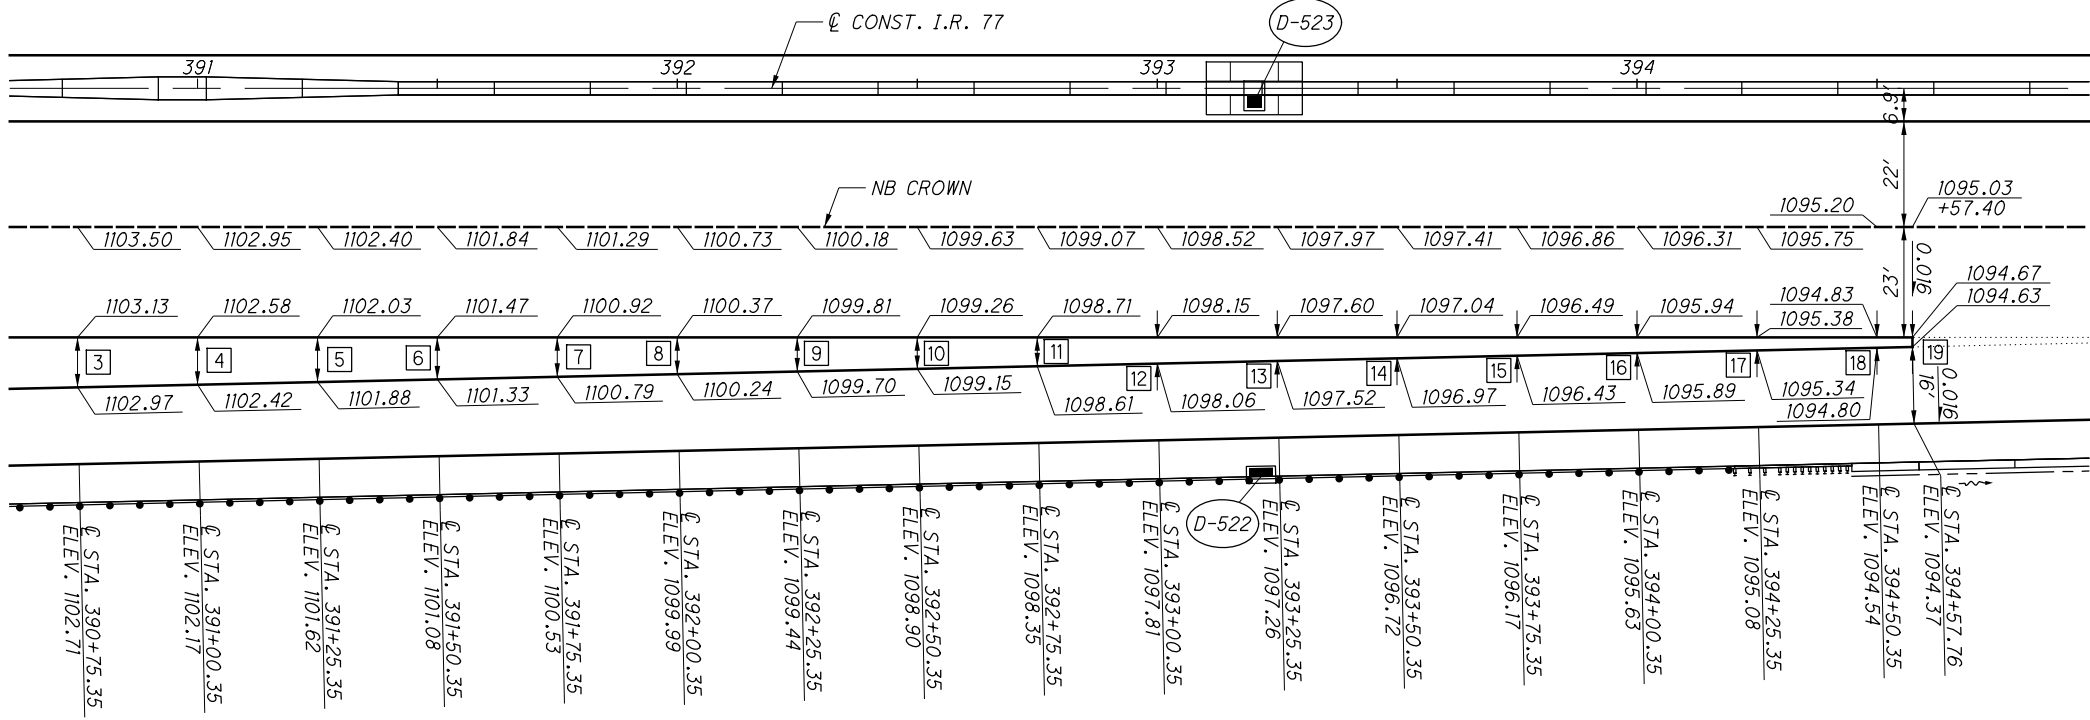 ℄ CONST. I.R. 77
D-523
391
392
393
394
6.9'
22'
NB CROWN
1095.20
1095.03
+57.40
1103.50
1102.95
1102.40
1101.84
1101.29
1100.73
1100.18
1099.63
1099.07
1098.52
1097.97
1097.41
1096.86
1096.31
1095.75
23'
0.016
1103.13
1102.58
1102.03
1101.47
1100.92
1100.37
1099.81
1099.26
1098.71
1098.15
1097.60
1097.04
1096.49
1095.94
1094.83
1095.38
1094.67
1094.63
3
4
5
6
7
8
9
10
11
12
13
14
15
16
17
18
19
1102.97
1102.42
1101.88
1101.33
1100.79
1100.24
1099.70
1099.15
1098.61
1098.06
1097.52
1096.97
1096.43
1095.89
1095.34
1094.80
16'
0.016
D-522
℄ STA. 390+75.35
ELEV. 1102.71
℄ STA. 391+00.35
ELEV. 1102.17
℄ STA. 391+25.35
ELEV. 1101.62
℄ STA. 391+50.35
ELEV. 1101.08
℄ STA. 391+75.35
ELEV. 1100.53
℄ STA. 392+00.35
ELEV. 1099.99
℄ STA. 392+25.35
ELEV. 1099.44
℄ STA. 392+50.35
ELEV. 1098.90
℄ STA. 392+75.35
ELEV. 1098.35
℄ STA. 393+00.35
ELEV. 1097.81
℄ STA. 393+25.35
ELEV. 1097.26
℄ STA. 393+50.35
ELEV. 1096.72
℄ STA. 393+75.35
ELEV. 1096.17
℄ STA. 394+00.35
ELEV. 1095.63
℄ STA. 394+25.35
ELEV. 1095.08
℄ STA. 394+50.35
ELEV. 1094.54
℄ STA. 394+57.76
ELEV. 1094.37